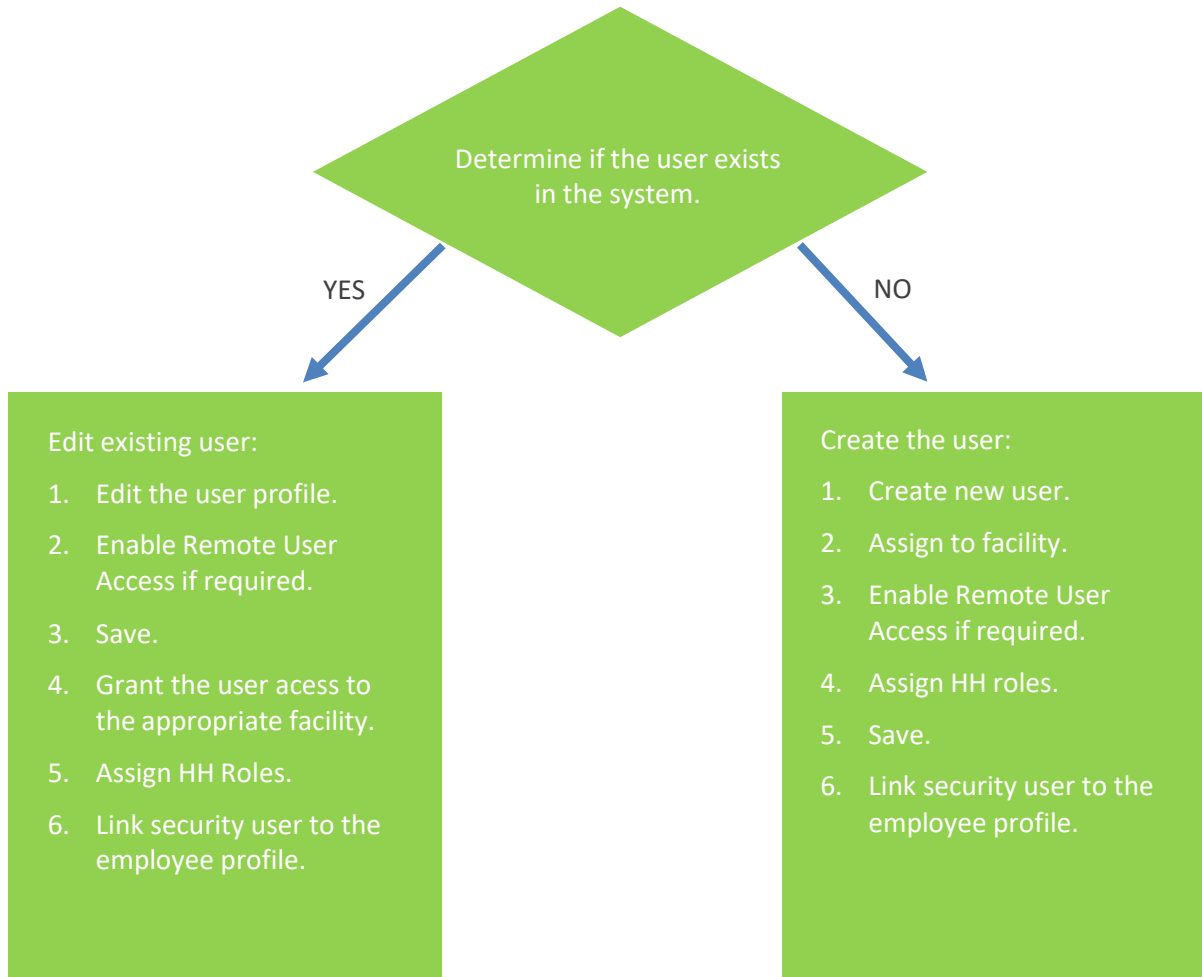 Determine if the user exists
in the system.
YES
NO
Edit existing user:
1. Edit the user profile.
2. Enable Remote User
Access if required.
3. Save.
4. Grant the user acess to
the appropriate facility.
5. Assign HH Roles.
6. Link security user to the
employee profile.
Create the user:
1. Create new user.
2. Assign to facility.
3. Enable Remote User
Access if required.
4. Assign HH roles.
5. Save.
6. Link security user to the
employee profile.